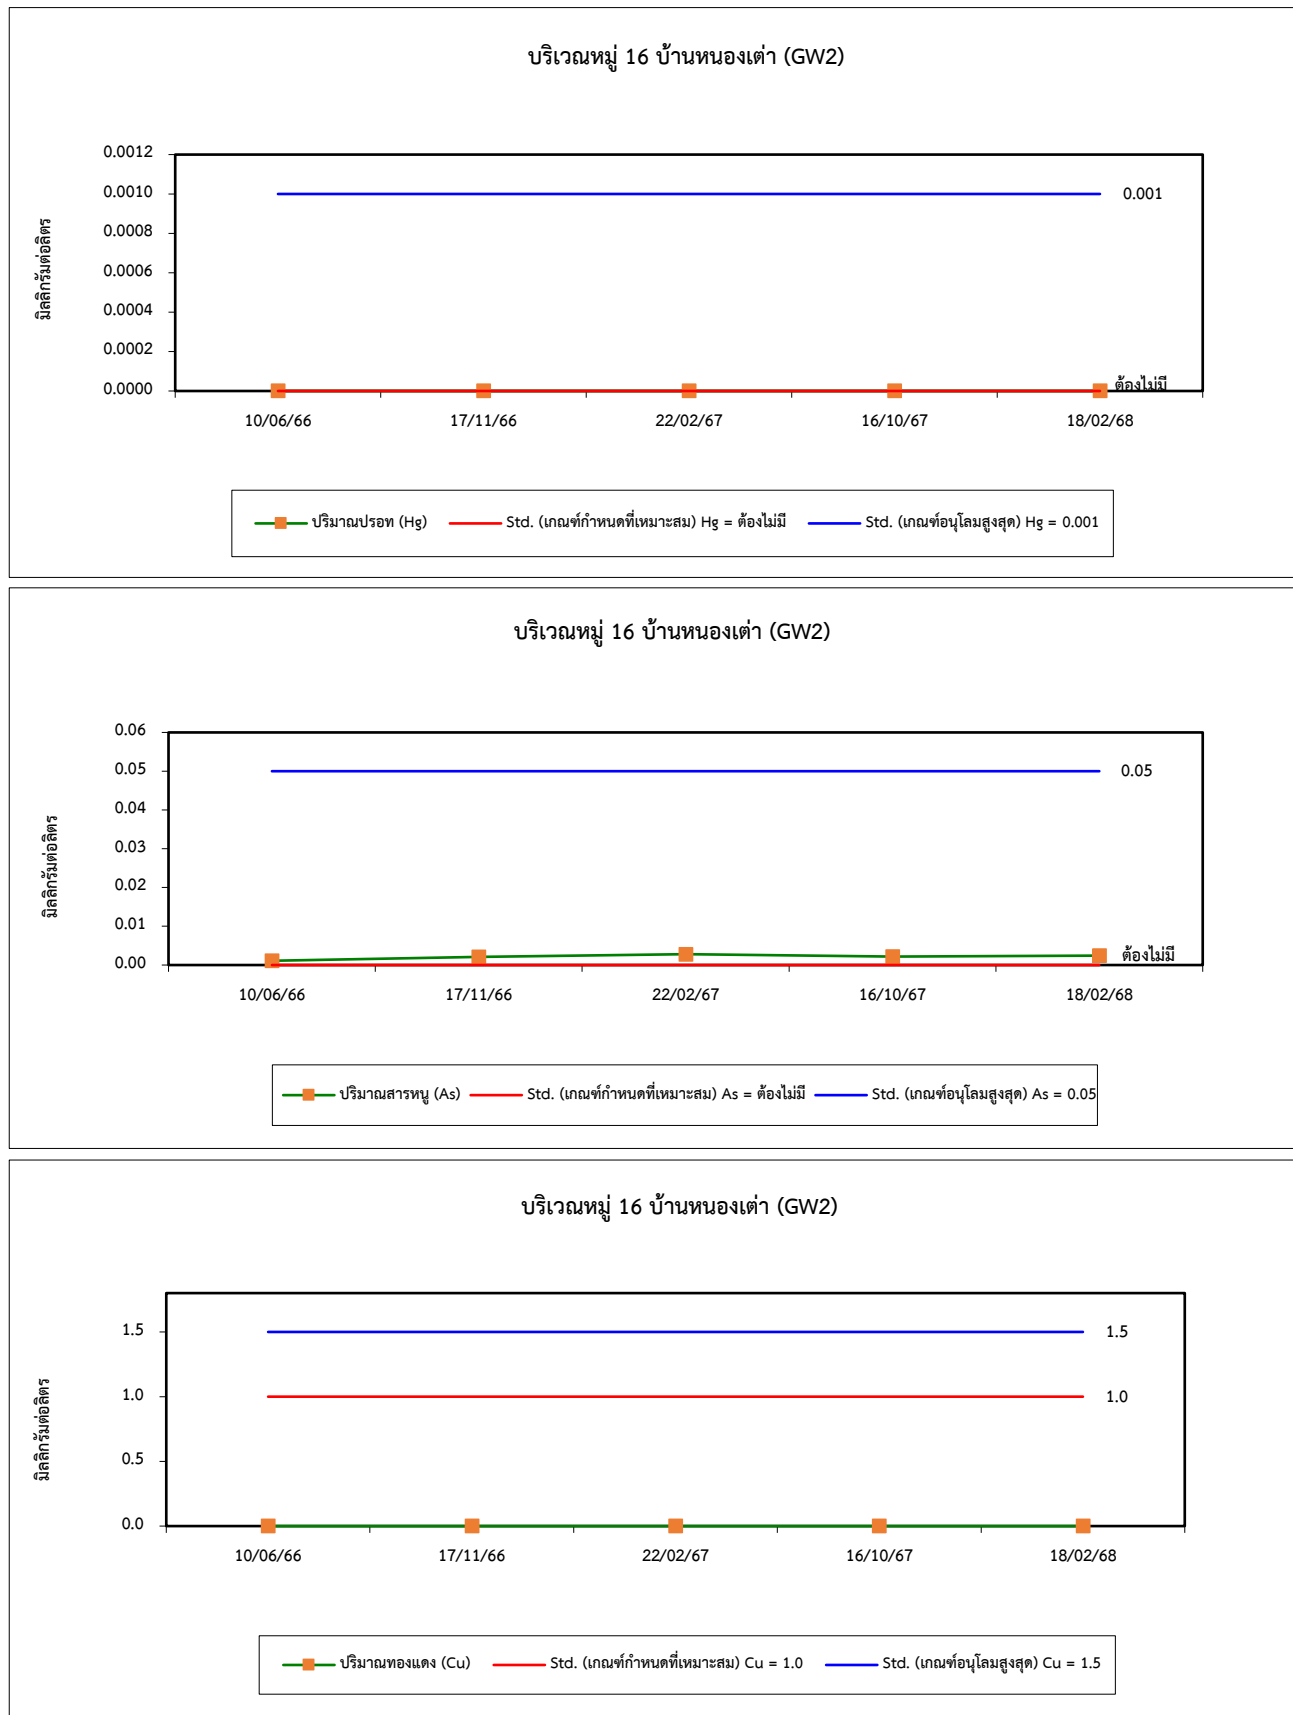 บริเวณหมู่ 16 บ้านหนองเต่า (GW2)
มิลลิกรัมต่อลิตร
0.0012
0.0010
0.0008
0.0006
0.0004
0.0002
0.0000
0.001
ต้องไม่มี
10/06/66 17/11/66 22/02/67 16/10/67 18/02/68
ปริมาณปรอท (Hg) Std. (เกณฑ์กำหนดที่เหมาะสม) Hg = ต้องไม่มี Std. (เกณฑ์อนุโลมสูงสุด) Hg = 0.001
บริเวณหมู่ 16 บ้านหนองเต่า (GW2)
มิลลิกรัมต่อลิตร
0.06
0.05
0.04
0.03
0.02
0.01
0.00
0.05
ต้องไม่มี
10/06/66 17/11/66 22/02/67 16/10/67 18/02/68
ปริมาณสารหนู (As) Std. (เกณฑ์กำหนดที่เหมาะสม) As = ต้องไม่มี Std. (เกณฑ์อนุโลมสูงสุด) As = 0.05
บริเวณหมู่ 16 บ้านหนองเต่า (GW2)
มิลลิกรัมต่อลิตร
1.5
1.0
0.5
0.0
1.5
1.0
10/06/66 17/11/66 22/02/67 16/10/67 18/02/68
ปริมาณทองแดง (Cu) Std. (เกณฑ์กำหนดที่เหมาะสม) Cu = 1.0 Std. (เกณฑ์อนุโลมสูงสุด) Cu = 1.5